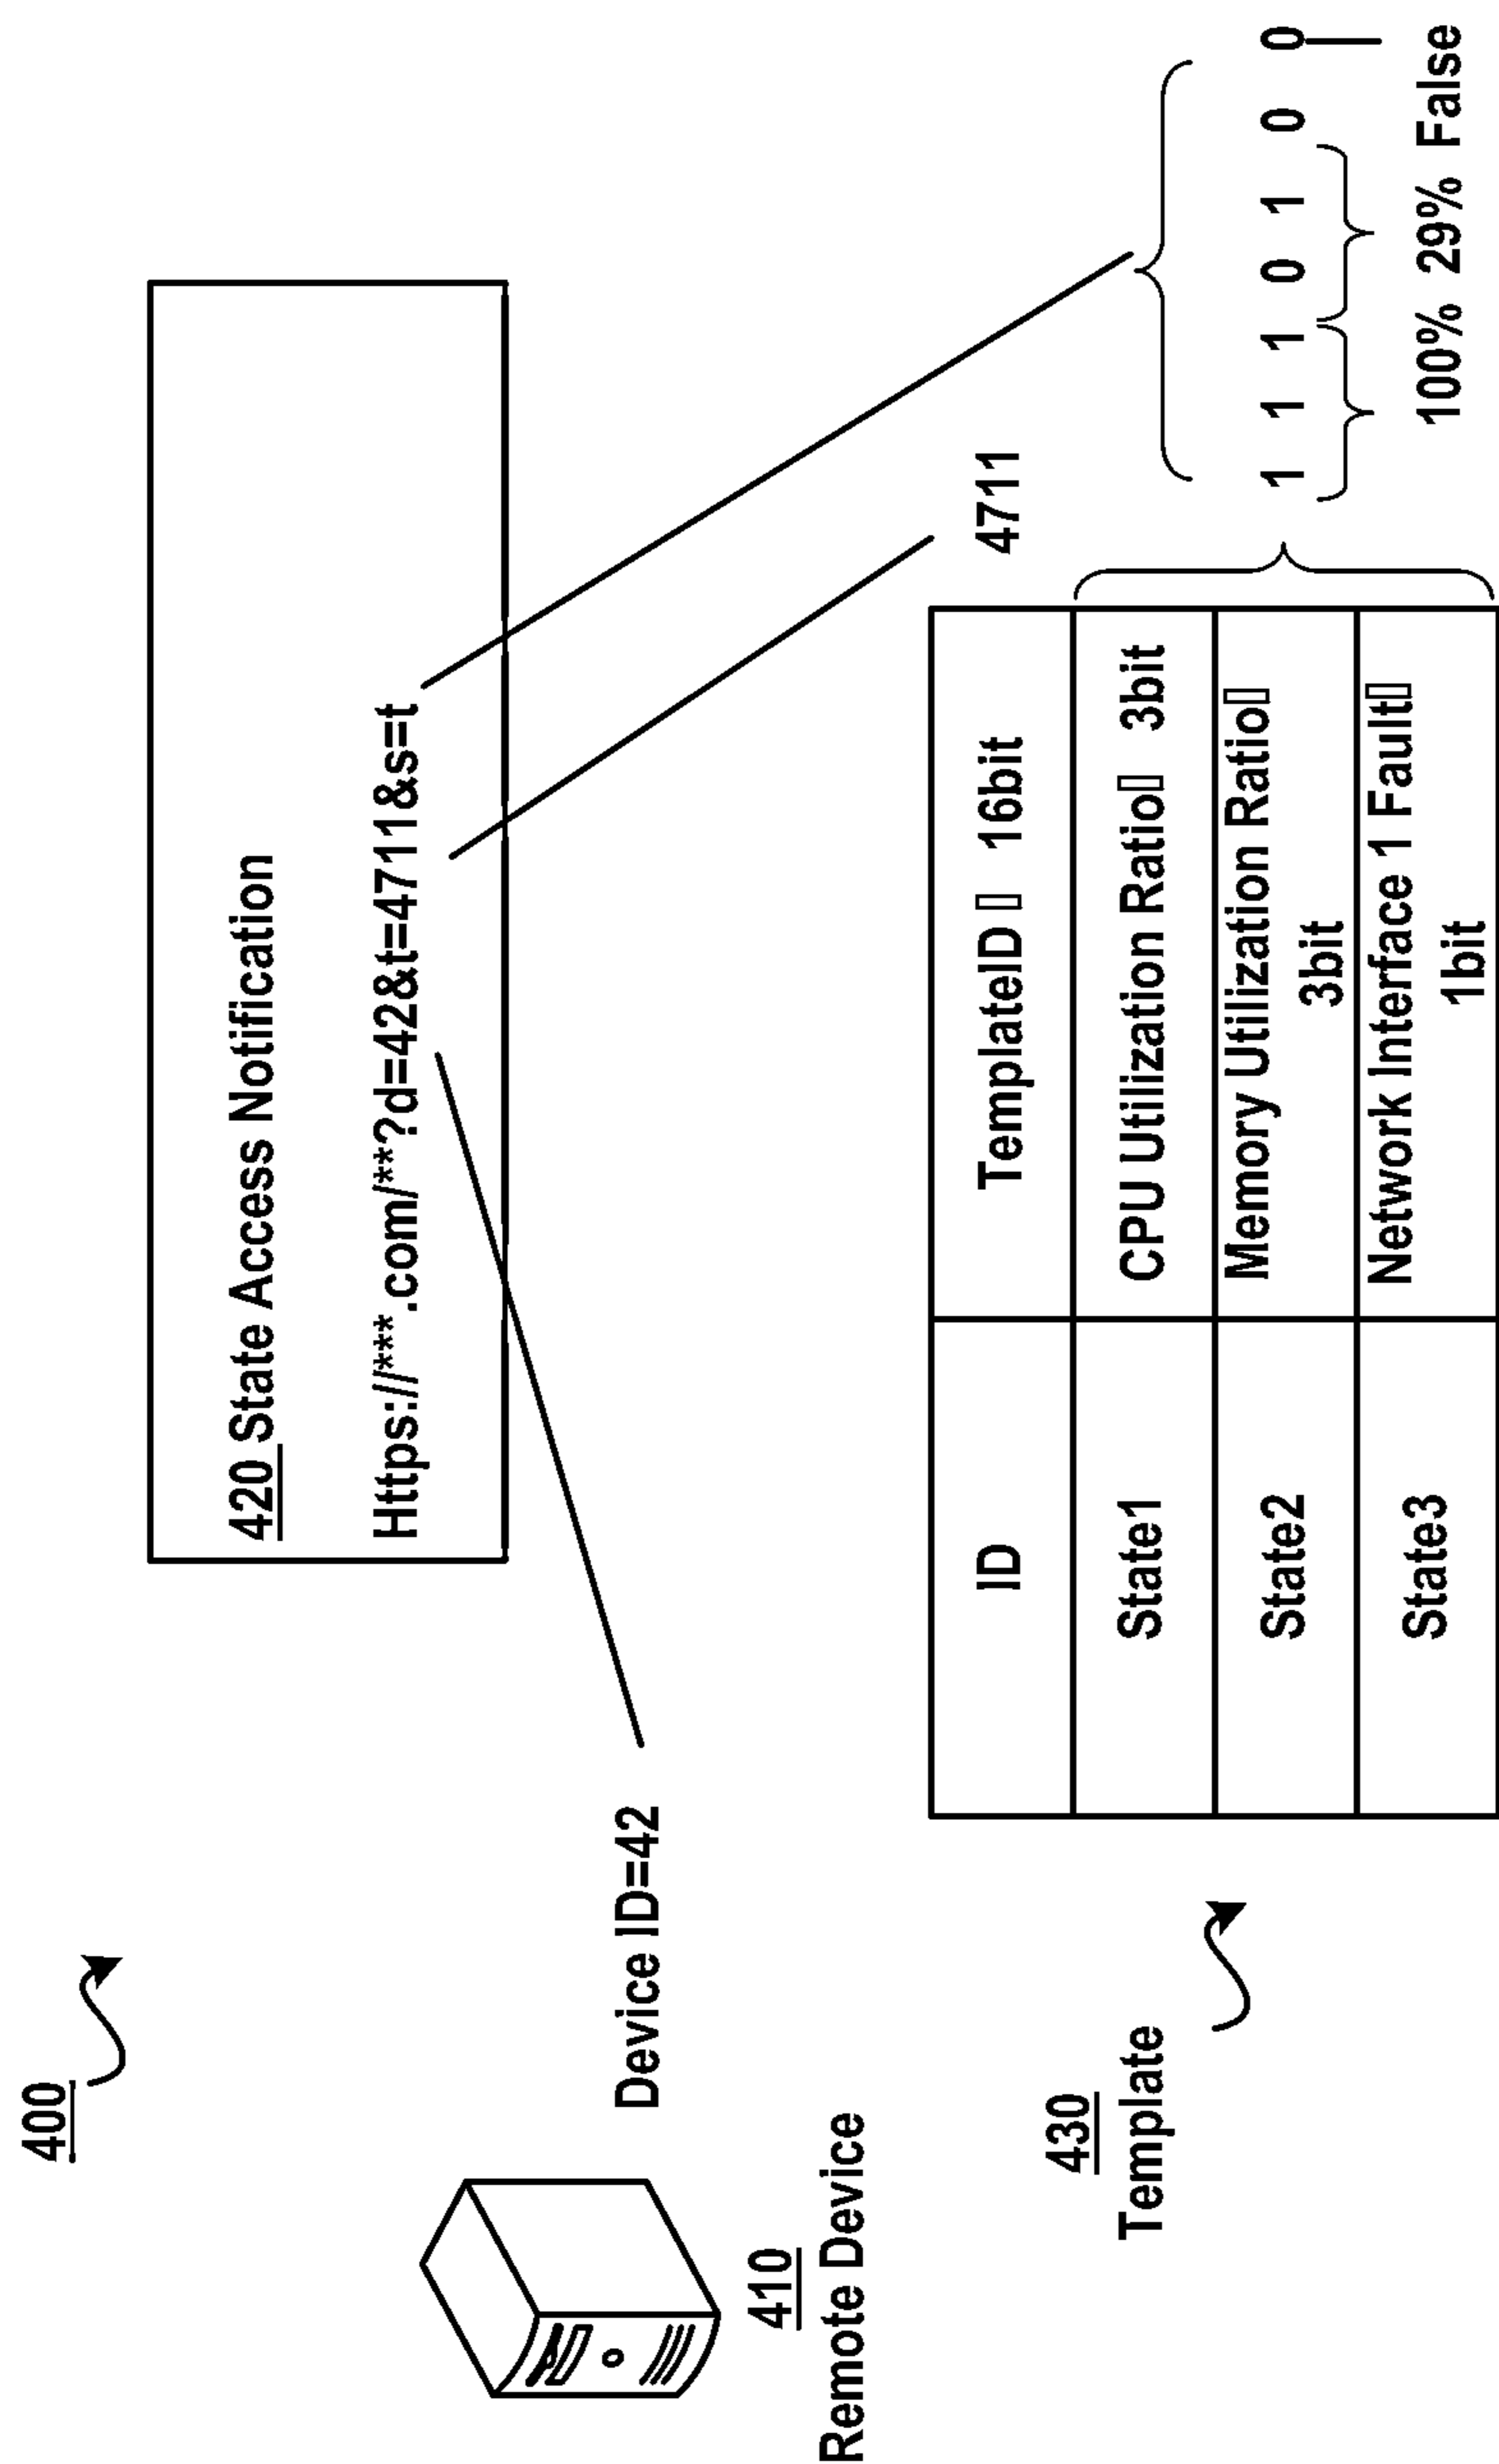 400
420 State Access Notification
Https://***.com/**?d=42&t=4711&s=t
Device ID=42
410
Remote Device
430
Template
ID TemplateID 16bit
State1 CPU Utilization Ratio 3bit
State2 Memory Utilization Ratio
3bit
State3 Network Interface 1 Fault
1bit
4711
1 1 1 0 1 0 0
100% 29% False